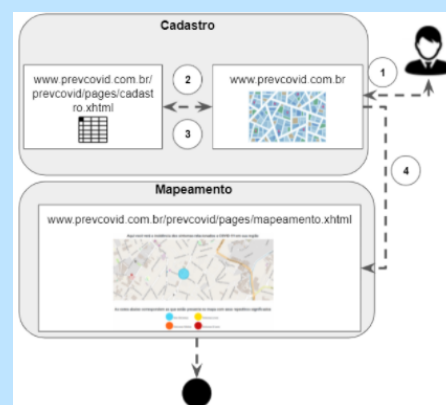 Cadastro
www.prevcovid.com.br/
prevcovid/pages/cadast
ro.xhtml
2
3
www.prevcovid.com.br
1
4
Mapeamento
www.prevcovid.com.br/prevcovid/pages/mapeamento.xhtml